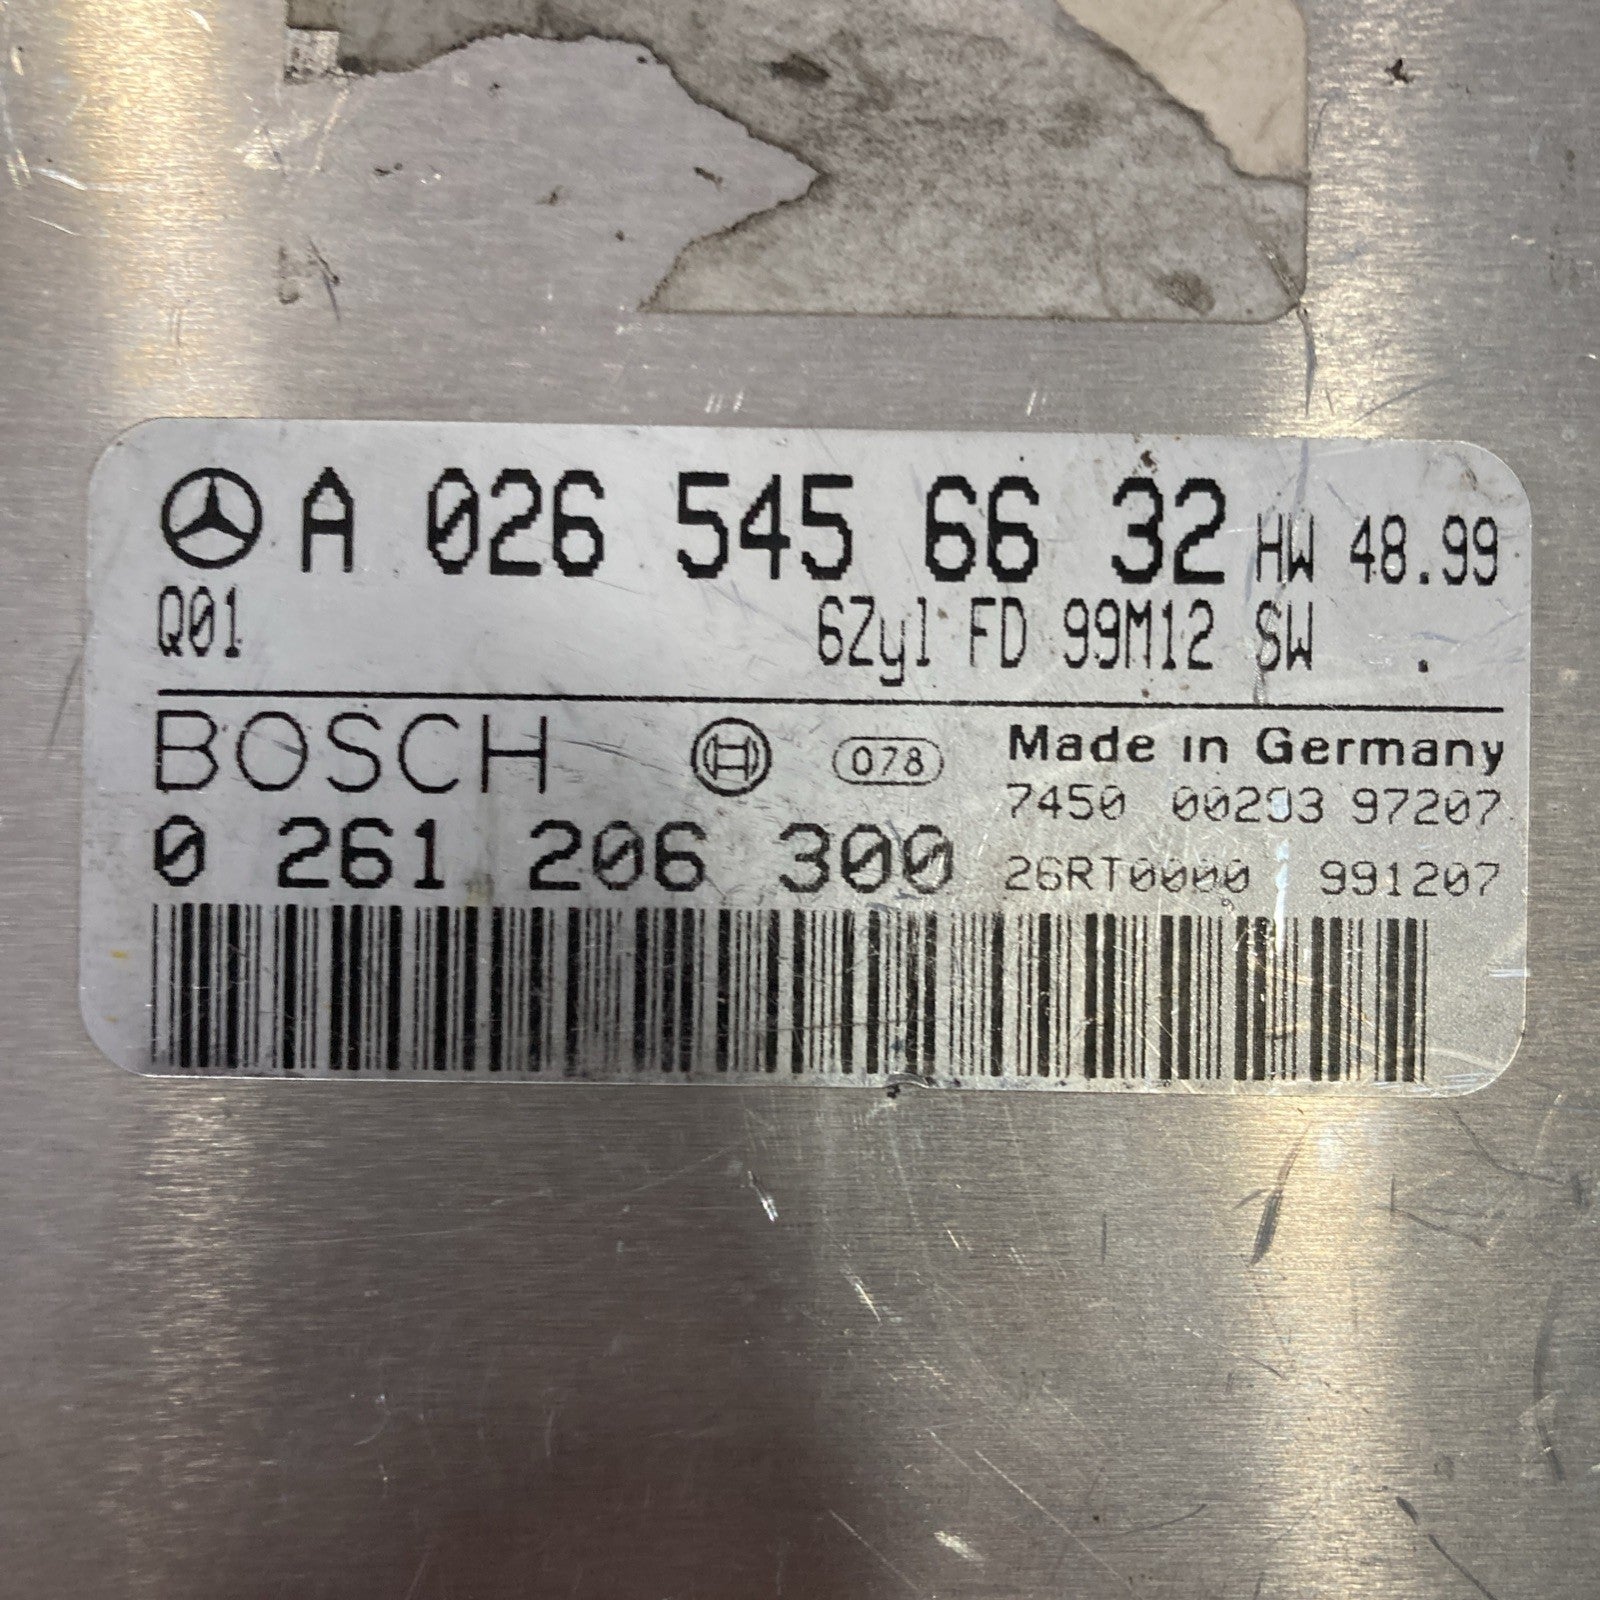 A 026 545 66 32 HW 48.99
Q01 6Zyl FD 99M12 SW .
BOSCH 078 Made in Germany
7450 00293 97207
0 261 206 300 26RT0000 991207